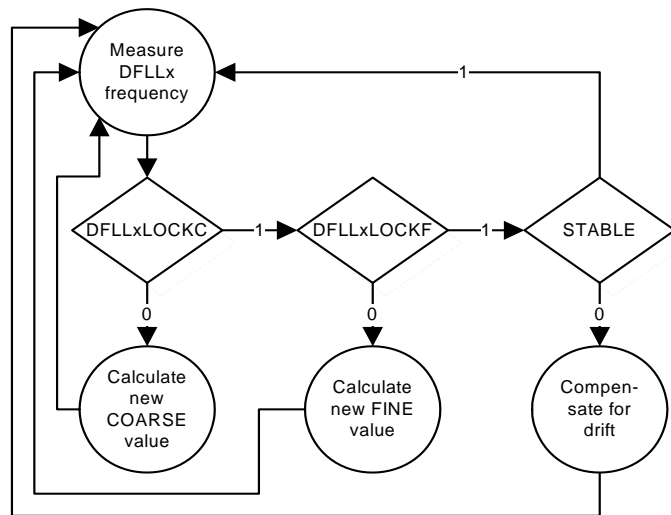 Measure
DFLLx
frequency
1
DFLLxLOCKC
1
DFLLxLOCKF
1
STABLE
0
0
0
Calculate
new
COARSE
value
Calculate
new FINE
value
Compen-
sate for
drift